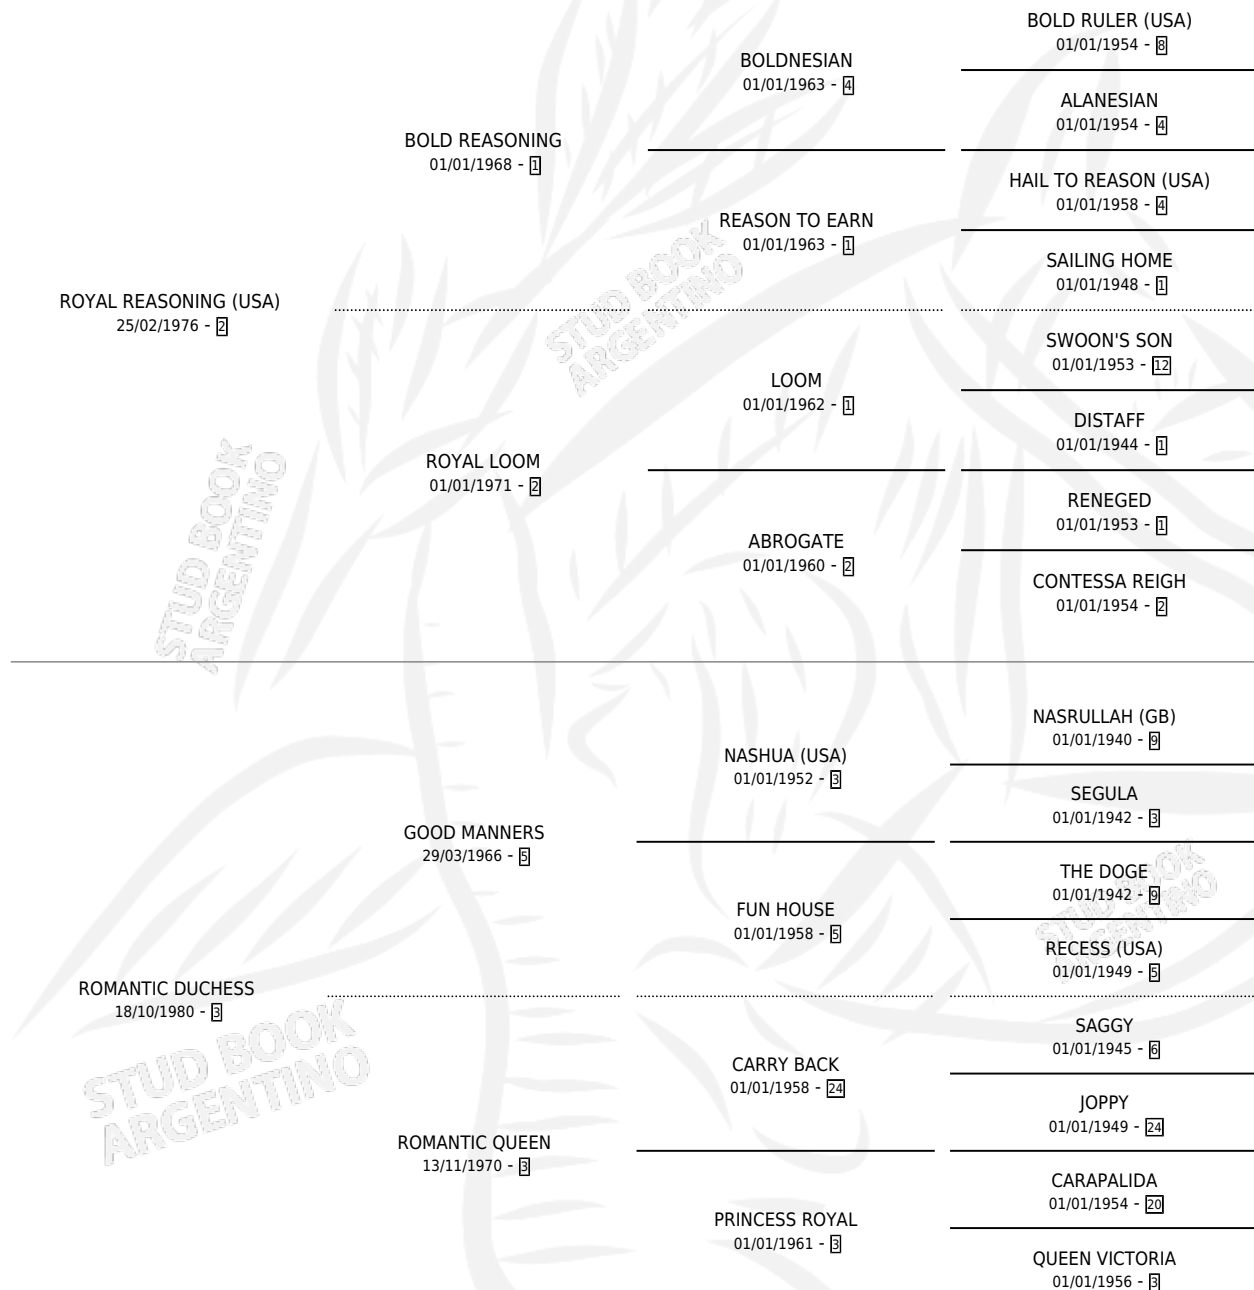 BOLD RULER (USA)
01/01/1954 - 8
BOLDNESIAN
01/01/1963 - 4
ALANESIAN
01/01/1954 - 4
BOLD REASONING
01/01/1968 - 1
HAIL TO REASON (USA)
01/01/1958 - 4
REASON TO EARN
01/01/1963 - 1
SAILING HOME
01/01/1948 - 1
ROYAL REASONING (USA)
25/02/1976 - 2
SWOON'S SON
01/01/1953 - 12
LOOM
01/01/1962 - 1
DISTAFF
01/01/1944 - 1
ROYAL LOOM
01/01/1971 - 2
RENEGED
01/01/1953 - 1
ABROGATE
01/01/1960 - 2
CONTESSA REIGH
01/01/1954 - 2
STUD BOOK
ARGENTINO
STUD BOOK
ARGENTINO
NASRULLAH (GB)
01/01/1940 - 9
NASHUA (USA)
01/01/1952 - 3
SEGULA
01/01/1942 - 3
GOOD MANNERS
29/03/1966 - 5
THE DOGE
01/01/1942 - 9
FUN HOUSE
01/01/1958 - 5
RECESS (USA)
01/01/1949 - 5
ROMANTIC DUCHESS
18/10/1980 - 3
SAGGY
01/01/1945 - 6
CARRY BACK
01/01/1958 - 24
JOPPY
01/01/1949 - 24
ROMANTIC QUEEN
13/11/1970 - 3
CARAPALIDA
01/01/1954 - 20
PRINCESS ROYAL
01/01/1961 - 3
QUEEN VICTORIA
01/01/1956 - 3
STUD BOOK
ARGENTINO
STUD BOOK
ARGENTINO